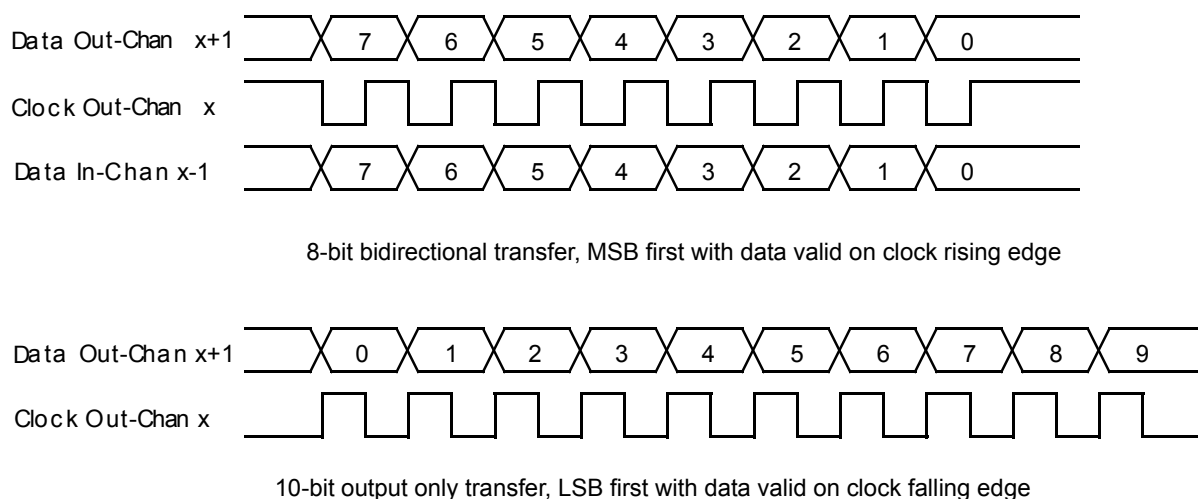 Data Out-Chan x+1 7 6 5 4 3 2 1 0
Clock Out-Chan x
Data In-Chan x-1 7 6 5 4 3 2 1 0
8-bit bidirectional transfer, MSB first with data valid on clock rising edge
Data Out-Chan x+1 0 1 2 3 4 5 6 7 8 9
Clock Out-Chan x
10-bit output only transfer, LSB first with data valid on clock falling edge